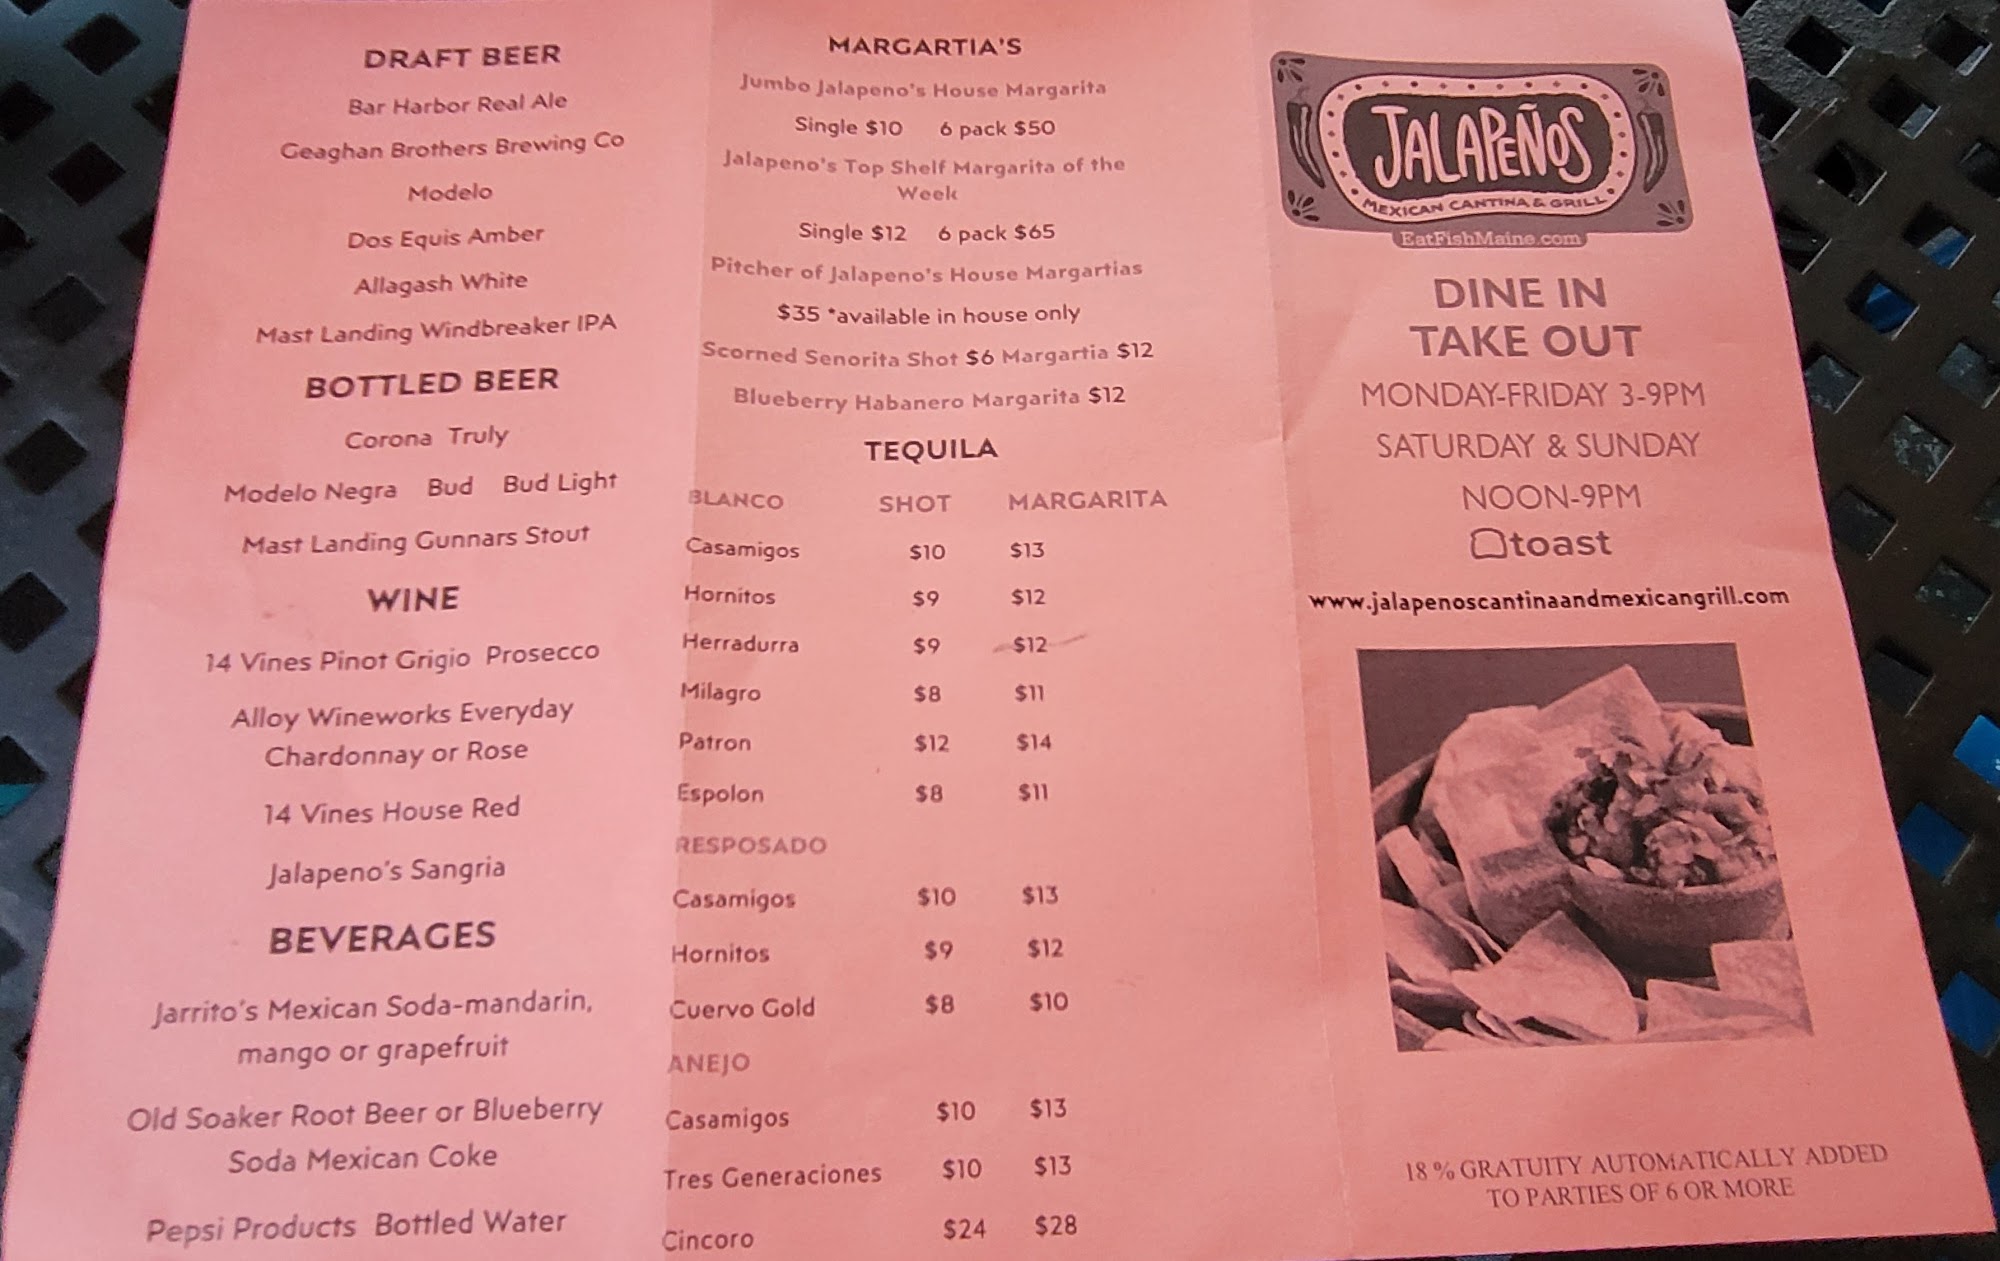 DRAFT BEER
Bar Harbor Real Ale
Geaghan Brothers Brewing Co
Modelo
Dos Equis Amber
Allagash White
Mast Landing Windbreaker IPA
BOTTLED BEER
Corona Truly
Modelo Negra Bud Bud Light
Mast Landing Gunnars Stout
WINE
14 Vines Pinot Grigio Prosecco
Alloy Wineworks Everyday
Chardonnay or Rose
14 Vines House Red
Jalapeno's Sangria
BEVERAGES
Jarrito's Mexican Soda-mandarin,
mango or grapefruit
Old Soaker Root Beer or Blueberry
Soda Mexican Coke
Pepsi Products Bottled Water
MARGARTIA'S
Jumbo Jalapeno's House Margarita
Single $10 6 pack $50
Jalapeno's Top Shelf Margarita of the
Week
Single $12 6 pack $65
Pitcher of Jalapeno's House Margartias
$35 *available in house only
Scorned Senorita Shot $6 Margartia $12
Blueberry Habanero Margarita $12
TEQUILA
BLANCO SHOT MARGARITA
Casamigos $10 $13
Hornitos $9 $12
Herradurra $9 $12
Milagro $8 $11
Patron $12 $14
Espolon $8 $11
RESPOSADO
Casamigos $10 $13
Hornitos $9 $12
Cuervo Gold $8 $10
ANEJO
Casamigos $10 $13
Tres Generaciones $10 $13
Cincoro $24 $28
JALAPEÑOS
MEXICAN CANTINA & GRILL
EatFishMaine.com
DINE IN
TAKE OUT
MONDAY-FRIDAY 3-9PM
SATURDAY & SUNDAY
NOON-9PM
toast
www.jalapenoscantinaandmexicangrill.com
18 % GRATUITY AUTOMATICALLY ADDED
TO PARTIES OF 6 OR MORE